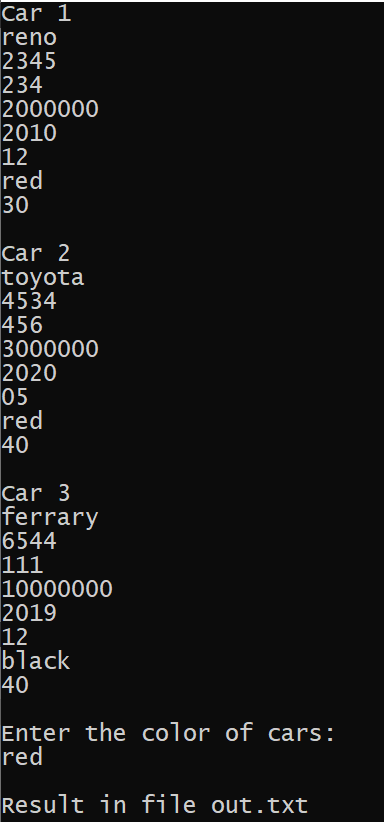 Car 1
reno
2345
234
2000000
2010
12
red
30
Car 2
toyota
4534
456
3000000
2020
05
red
40
Car 3
ferrary
6544
111
10000000
2019
12
black
40
Enter the color of cars:
red
Result in file out.txt